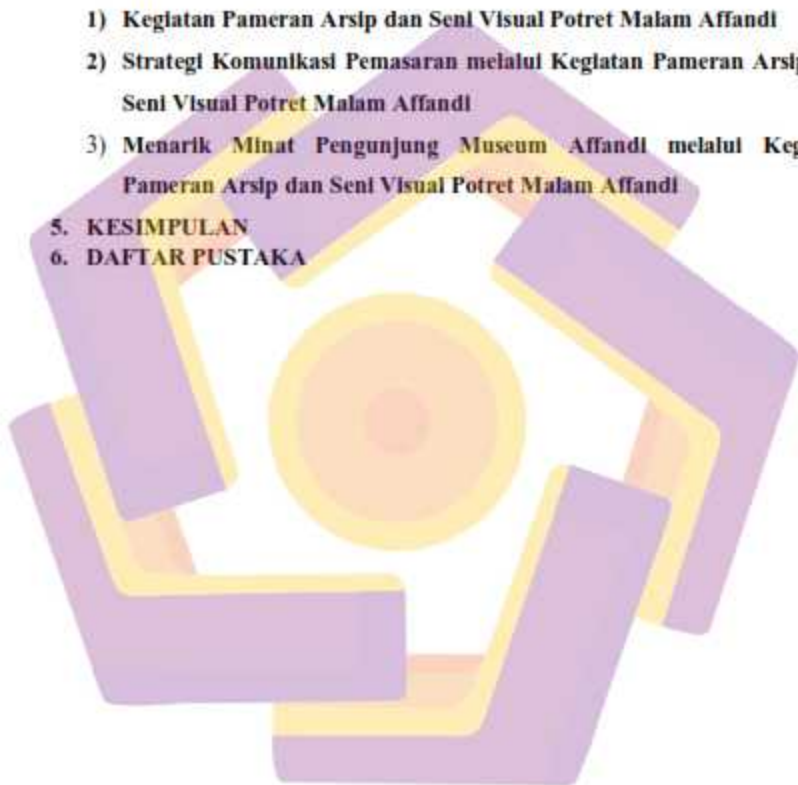 1) Kegiatan Pameran Arsip dan Seni Visual Potret Malam Affandi
2) Strategi Komunikasi Pemasaran melalui Kegiatan Pameran Arsip
Seni Visual Potret Malam Affandi
3) Menarik Minat Pengunjung Museum Affandi melalui Keg
Pameran Arsip dan Seni Visual Potret Malam Affandi
5. KESIMPULAN
6. DAFTAR PUSTAKA